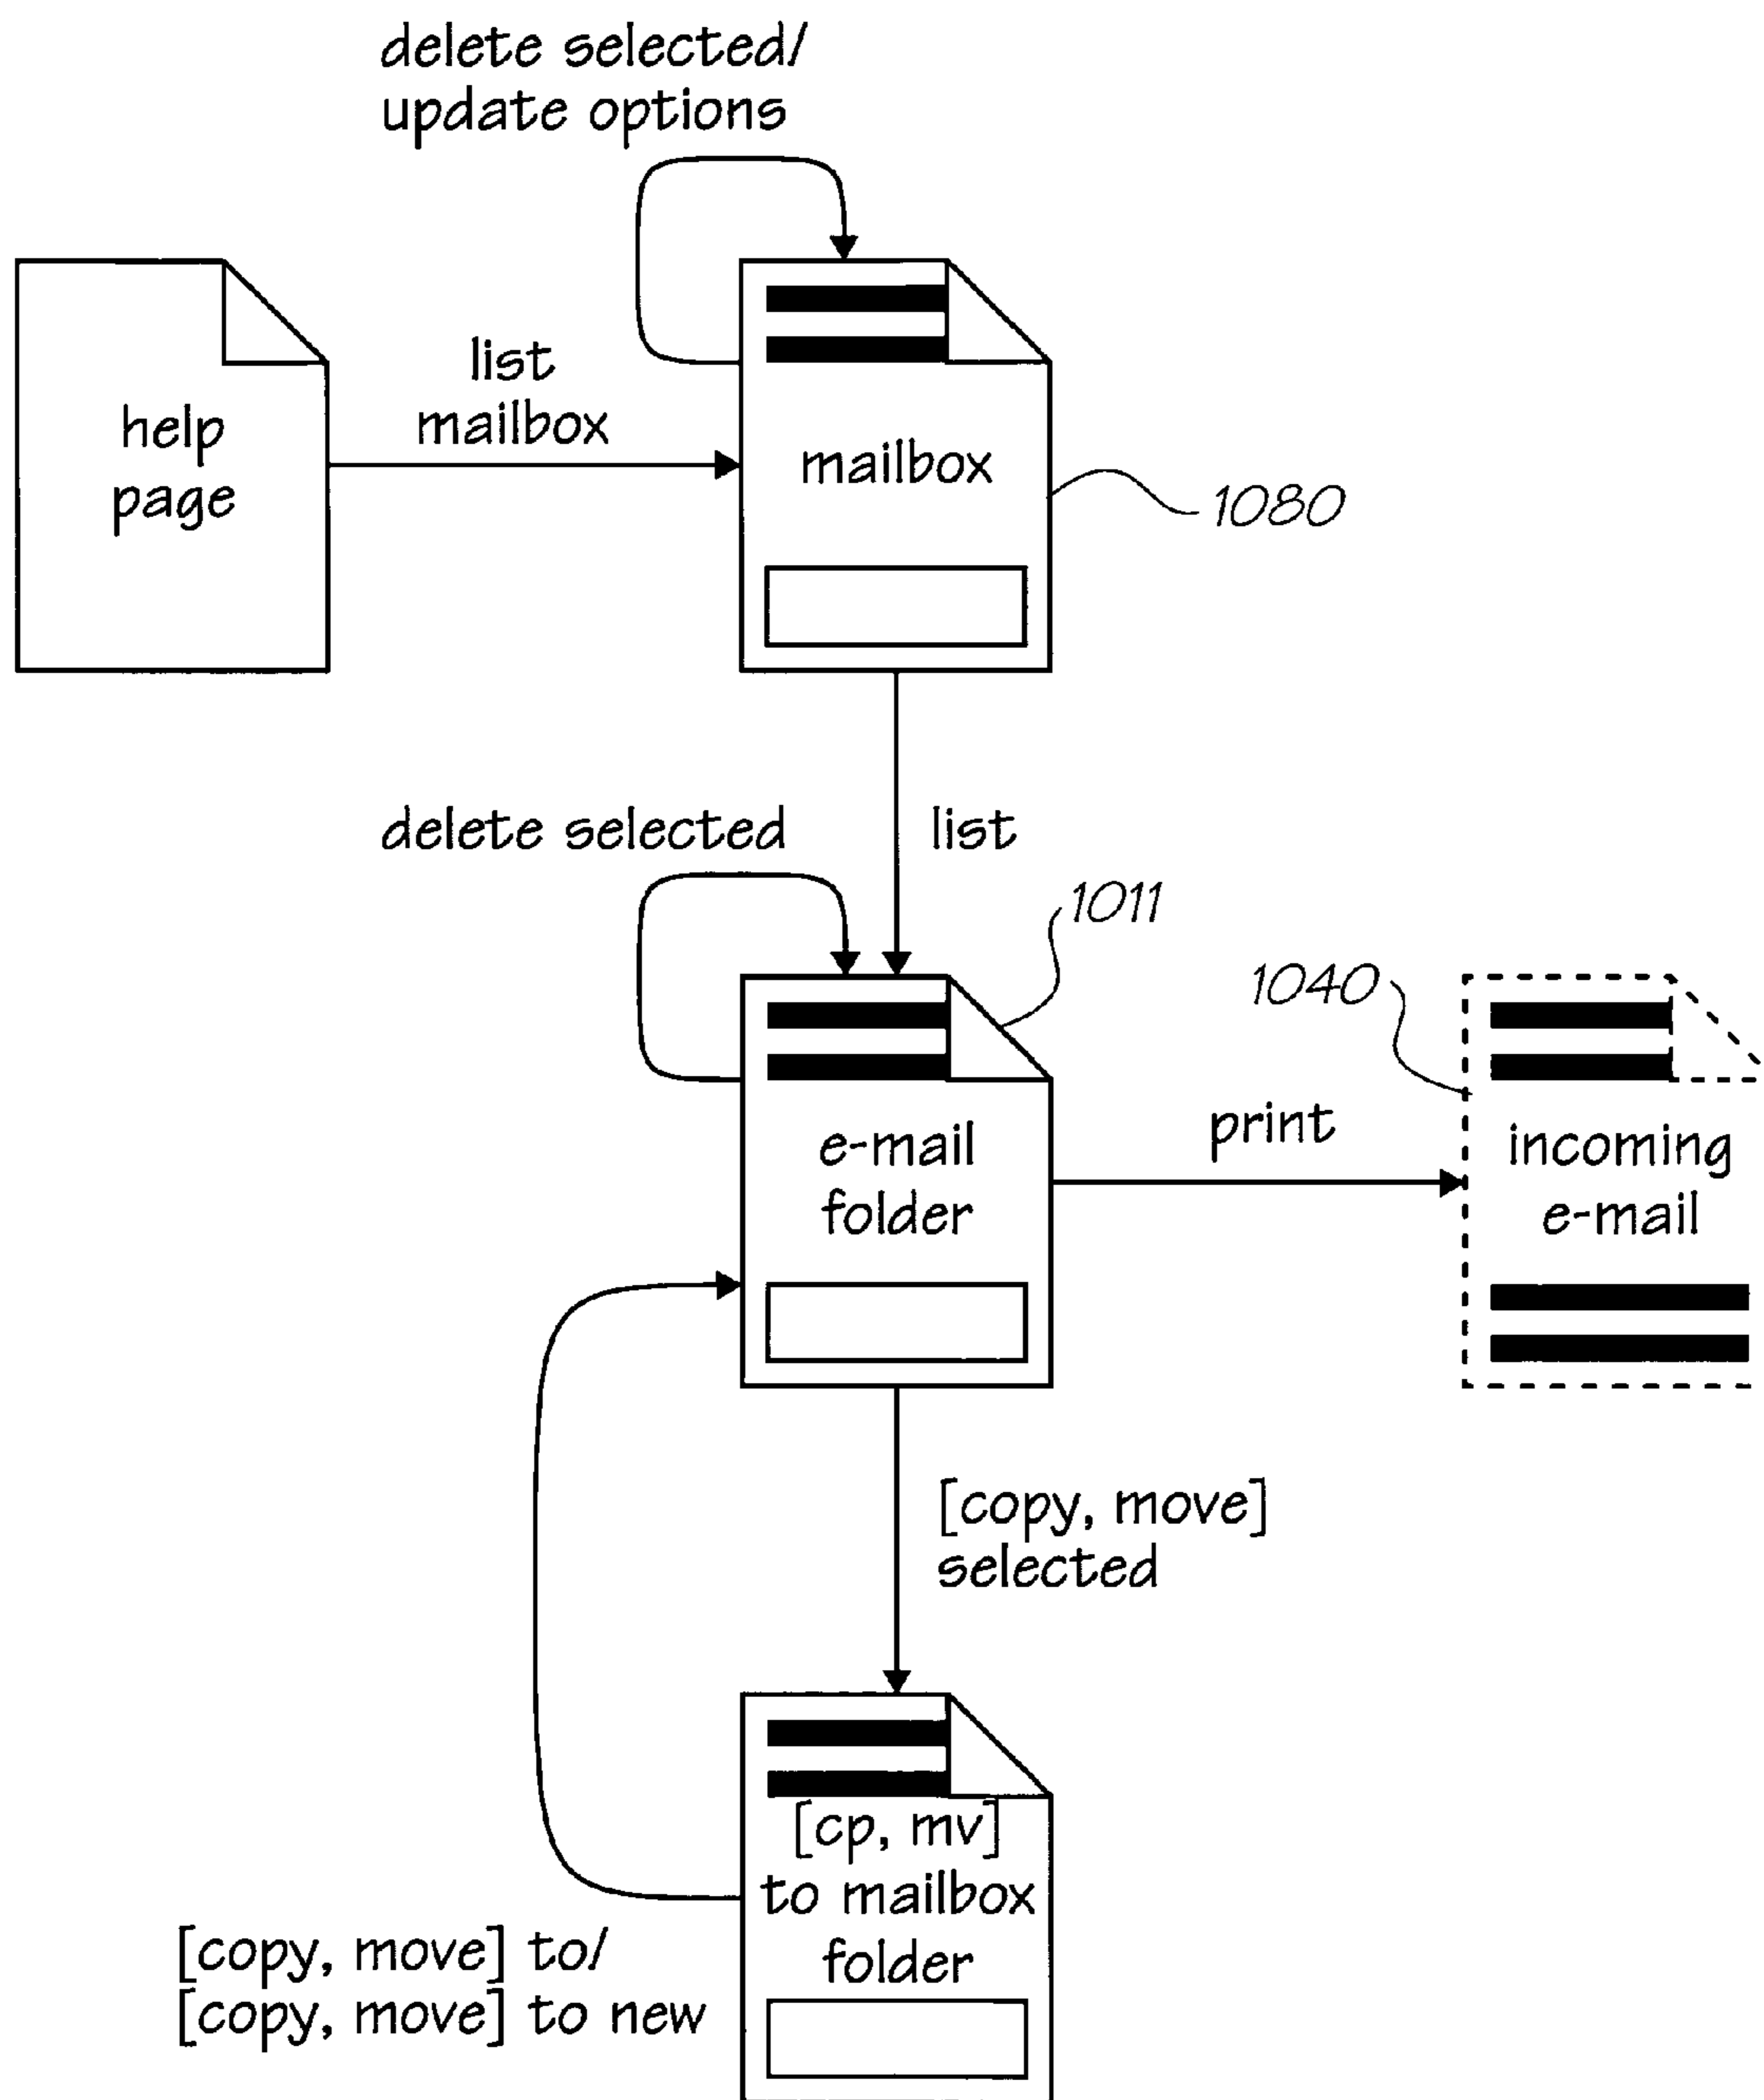 delete selected/
update options
help
page
list
mailbox
mailbox
1080
delete selected
list
1011
e-mail
folder
print
1040
incoming
e-mail
[copy, move]
selected
[cp, mv]
to mailbox
folder
[copy, move] to/
[copy, move] to new